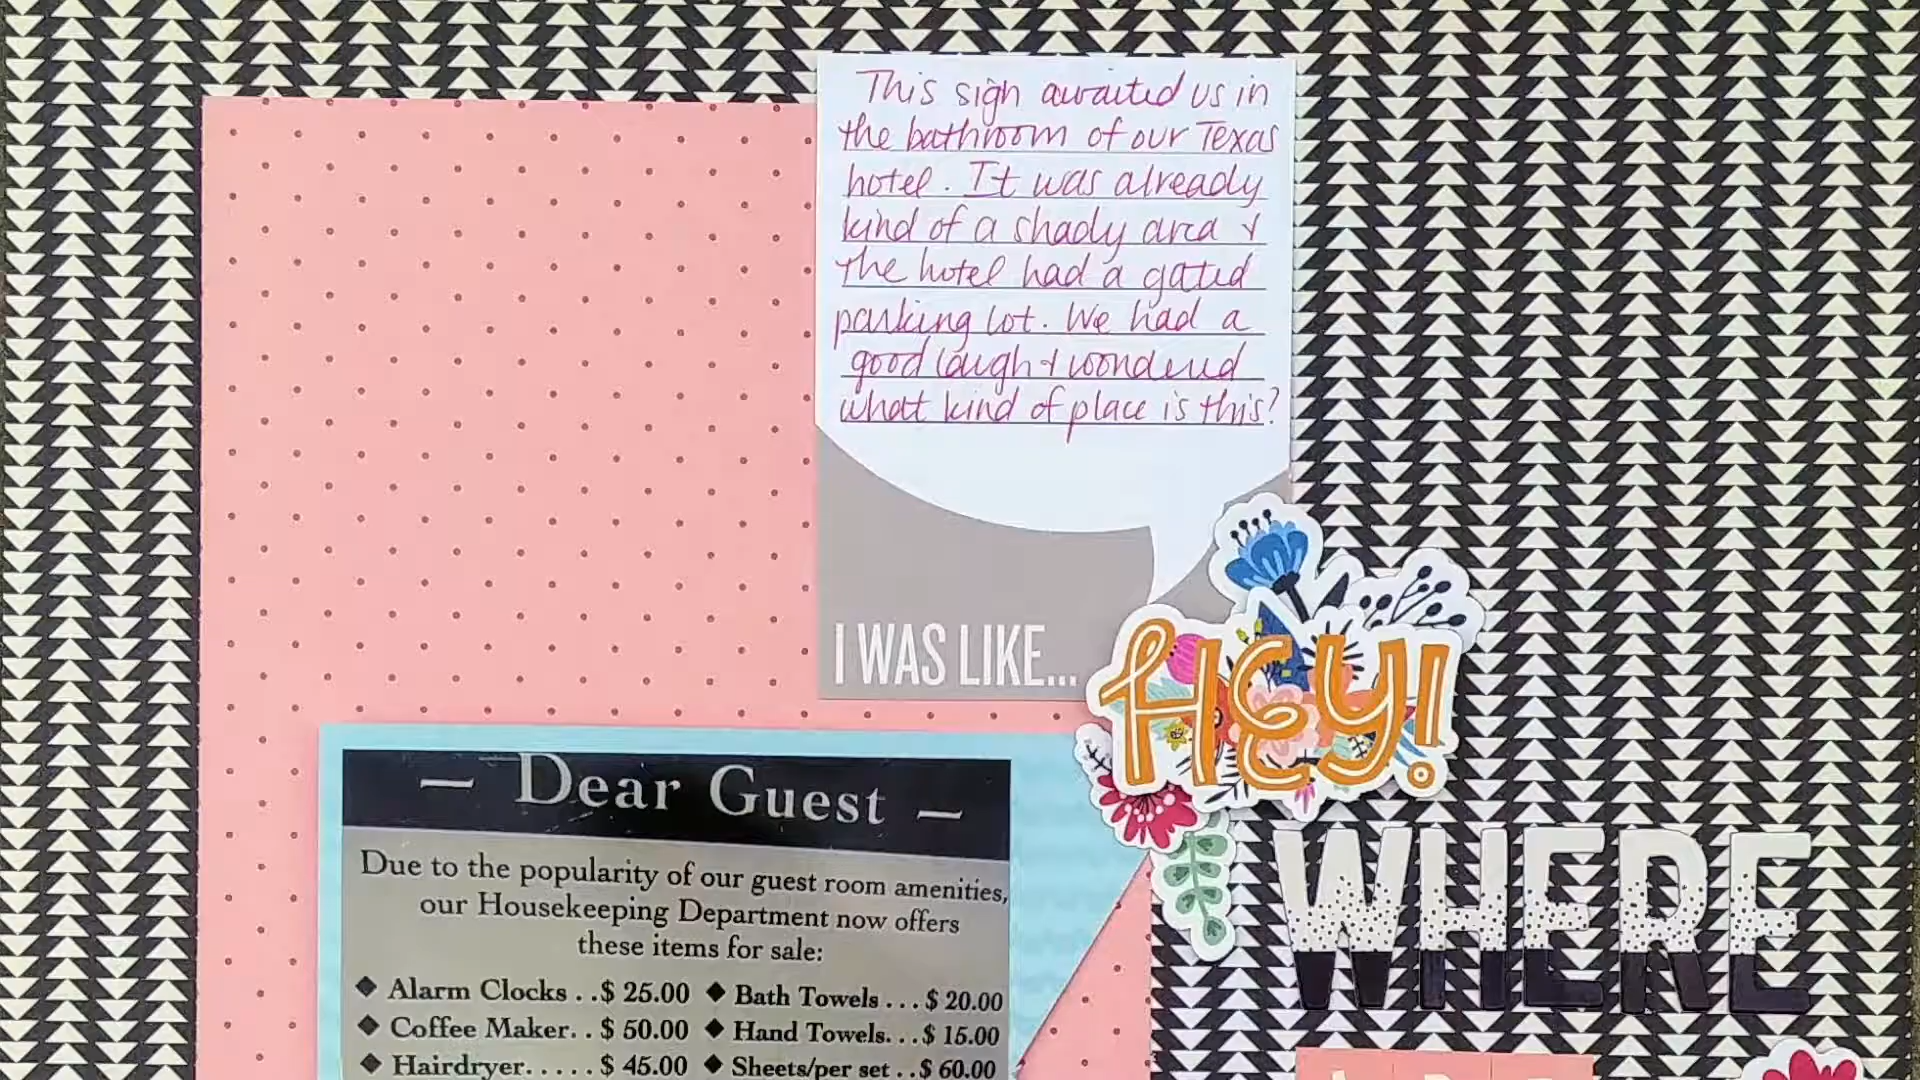 This sign awaited us in
the bathroom of our Texas
hotel. It was already
kind of a shady area &
the hotel had a gated
parking lot. We had a
good laugh & wondered
what kind of place is this?
I WAS LIKE...
HEY!
— Dear Guest —
Due to the popularity of our guest room amenities,
our Housekeeping Department now offers
these items for sale:
◆ Alarm Clocks . . $ 25.00 ◆ Bath Towels . . . $ 20.00
◆ Coffee Maker . . $ 50.00 ◆ Hand Towels . . . $ 15.00
◆ Hairdryer . . . . . $ 45.00 ◆ Sheets/per set . . $ 60.00
WHERE